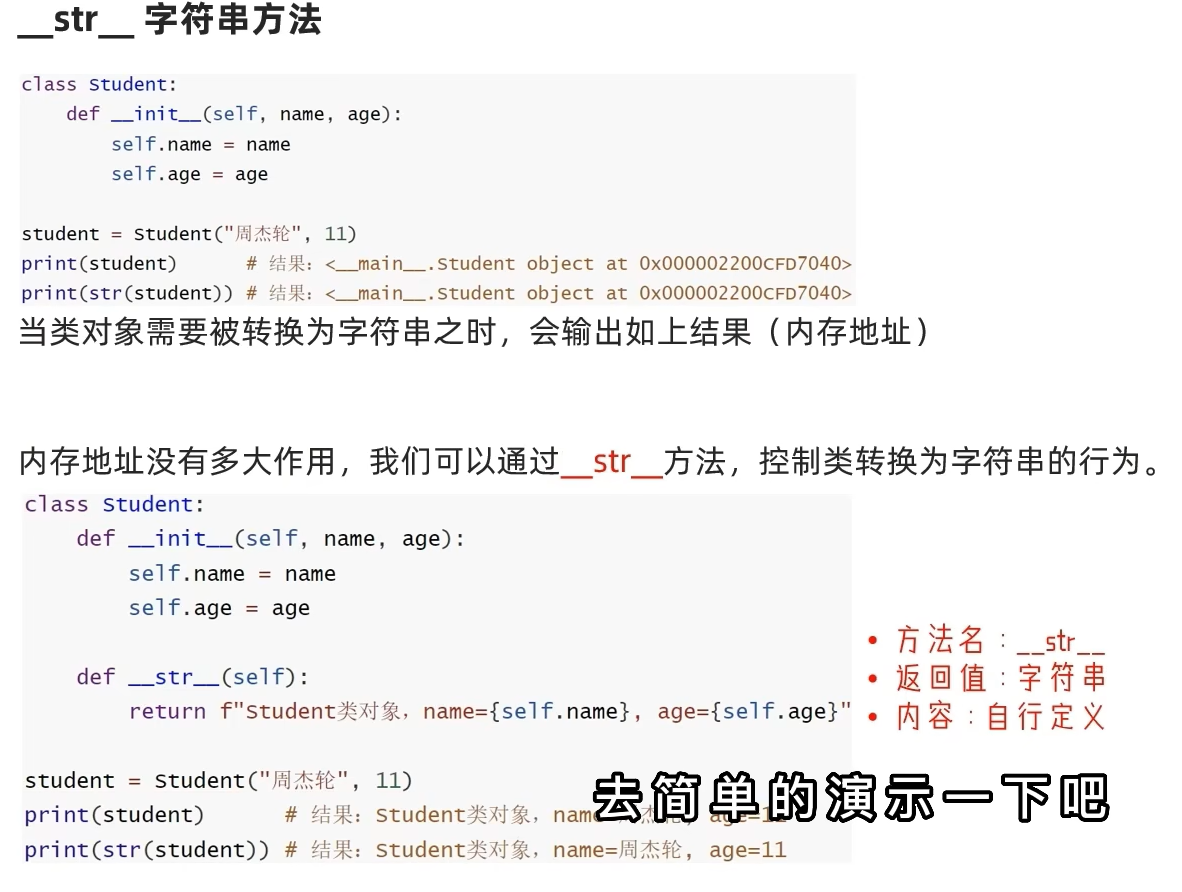 __str__ 字符串方法
class Student:
    def __init__(self, name, age):
        self.name = name
        self.age = age
student = Student("周杰轮", 11)
print(student)      # 结果：<__main__.Student object at 0x000002200CFD7040>
print(str(student)) # 结果：<__main__.Student object at 0x000002200CFD7040>
当类对象需要被转换为字符串之时，会输出如上结果（内存地址）
内存地址没有多大作用，我们可以通过__str__方法，控制类转换为字符串的行为。
class Student:
    def __init__(self, name, age):
        self.name = name
        self.age = age
    def __str__(self):
        return f"Student类对象，name={self.name}, age={self.age}"
• 方法名：__str__
• 返回值：字符串
• 内容：自行定义
student = Student("周杰轮", 11)
print(student)      # 结果：Student类对象，name=周杰轮, age=11
print(str(student)) # 结果：Student类对象，name=周杰轮, age=11
去简单的演示一下吧